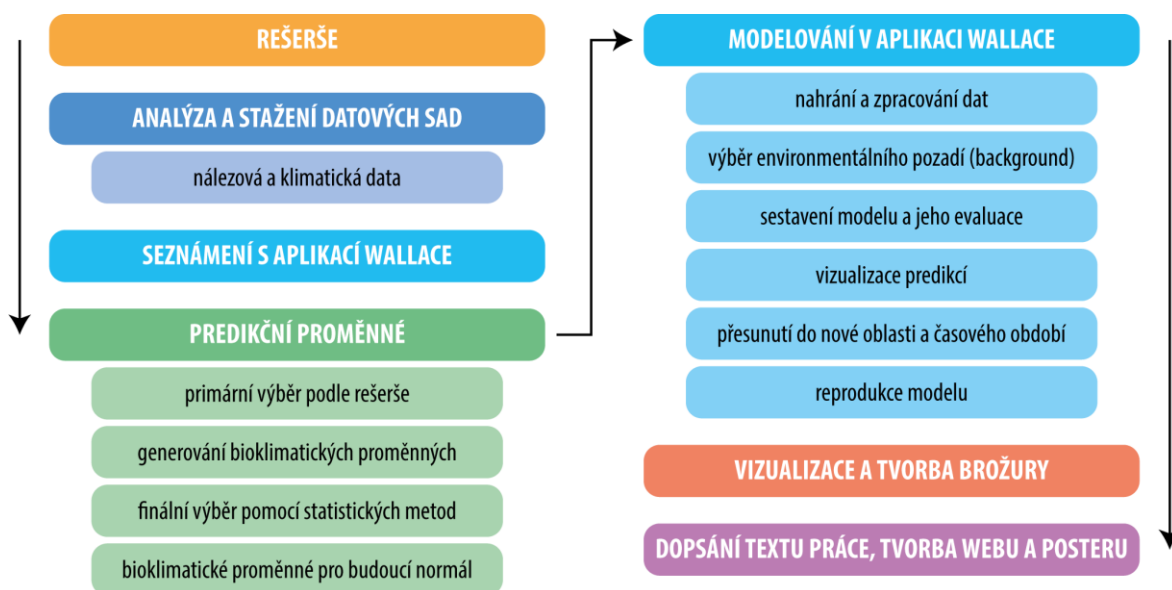 REŠERŠE
ANALÝZA A STAŽENÍ DATOVÝCH SAD
nálezová a klimatická data
SEZNÁMENÍ S APLIKACÍ WALLACE
PREDIKČNÍ PROMĚNNÉ
primární výběr podle rešerše
generování bioklimatických proměnných
finální výběr pomocí statistických metod
bioklimatické proměnné pro budoucí normál
MODELOVÁNÍ V APLIKACI WALLACE
nahrání a zpracování dat
výběr environmentálního pozadí (background)
sestavení modelu a jeho evaluace
vizualizace predikcí
přesunutí do nové oblasti a časového období
reprodukce modelu
VIZUALIZACE A TVORBA BROŽURY
DOPSÁNÍ TEXTU PRÁCE, TVORBA WEBU A POSTERU